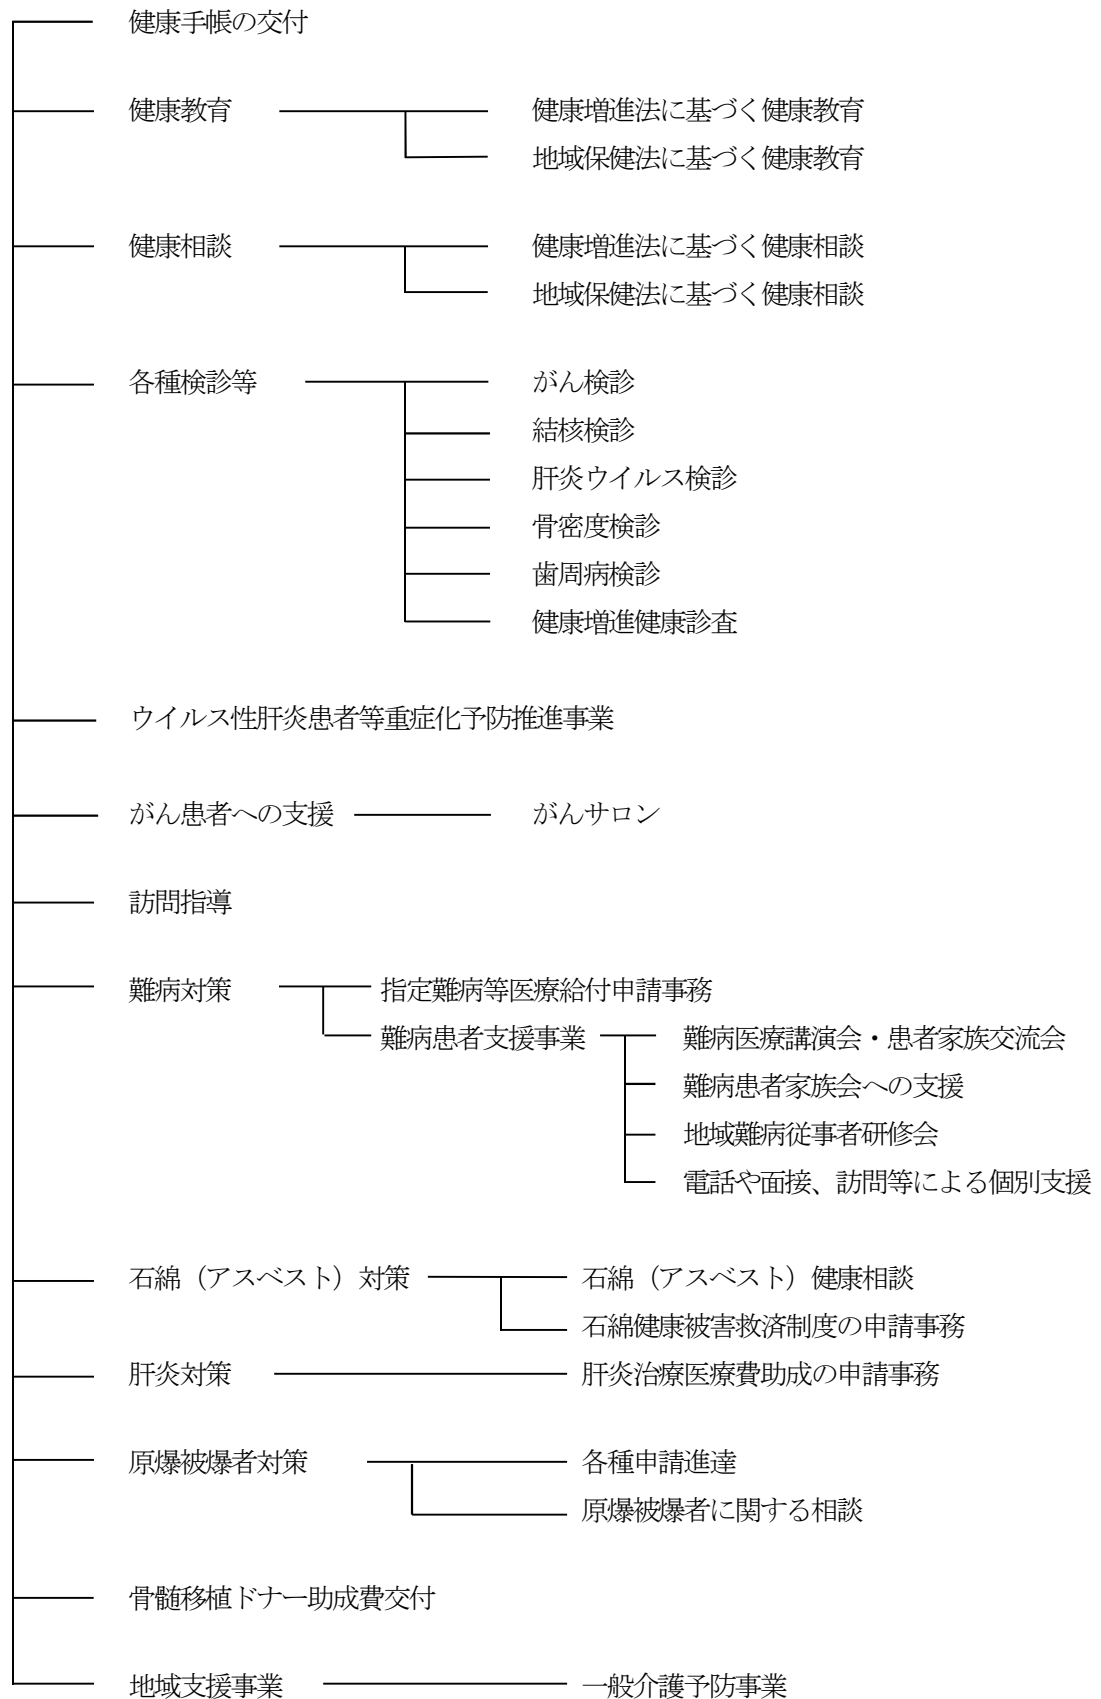 健康手帳の交付
健康教育 健康増進法に基づく健康教育
地域保健法に基づく健康教育
健康相談 健康増進法に基づく健康相談
地域保健法に基づく健康相談
各種検診等 がん検診
結核検診
肝炎ウイルス検診
骨密度検診
歯周病検診
健康増進健康診査
ウイルス性肝炎患者等重症化予防推進事業
がん患者への支援 がんサロン
訪問指導
難病対策 指定難病等医療給付申請事務
難病患者支援事業 難病医療講演会・患者家族交流会
難病患者家族会への支援
地域難病従事者研修会
電話や面接、訪問等による個別支援
石綿（アスベスト）対策 石綿（アスベスト）健康相談
石綿健康被害救済制度の申請事務
肝炎対策 肝炎治療医療費助成の申請事務
原爆被爆者対策 各種申請進達
原爆被爆者に関する相談
骨髄移植ドナー助成費交付
地域支援事業 一般介護予防事業